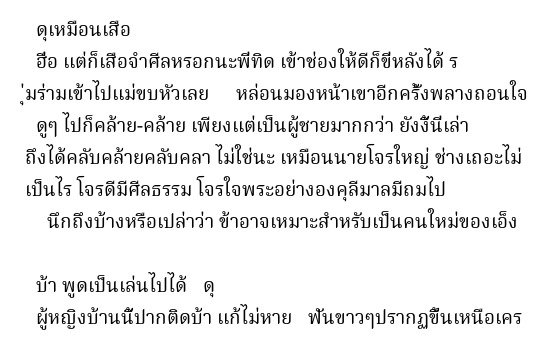 ดุเหมือนเสือ
ฮือ แต่ก็เสือจำศีลหรอกนะพี่ทิด เข้าช่องให้ดีก็ขี่หลังได้ ร
ุ่มร่ามเข้าไปแม่ขบหัวเลย หล่อนมองหน้าเขาอีกครั้งพลางถอนใจ
ดูๆ ไปก็คล้าย-คล้าย เพียงแต่เป็นผู้ชายมากกว่า ยังงี้นี่เล่า
ถึงได้คลับคล้ายคลับคลา ไม่ใช่นะ เหมือนนายโจรใหญ่ ช่างเถอะไม่
เป็นไร โจรดีมีศีลธรรม โจรใจพระอย่างองคุลีมาลมีถมไป
นึกถึงบ้างหรือเปล่าว่า ข้าอาจเหมาะสำหรับเป็นคนใหม่ของเอ็ง
บ้า พูดเป็นเล่นไปได้ ดุ
ผู้หญิงบ้านนี้ปากติดบ้า แก้ไม่หาย ฟันขาวๆปรากฏขึ้นเหนือเคร